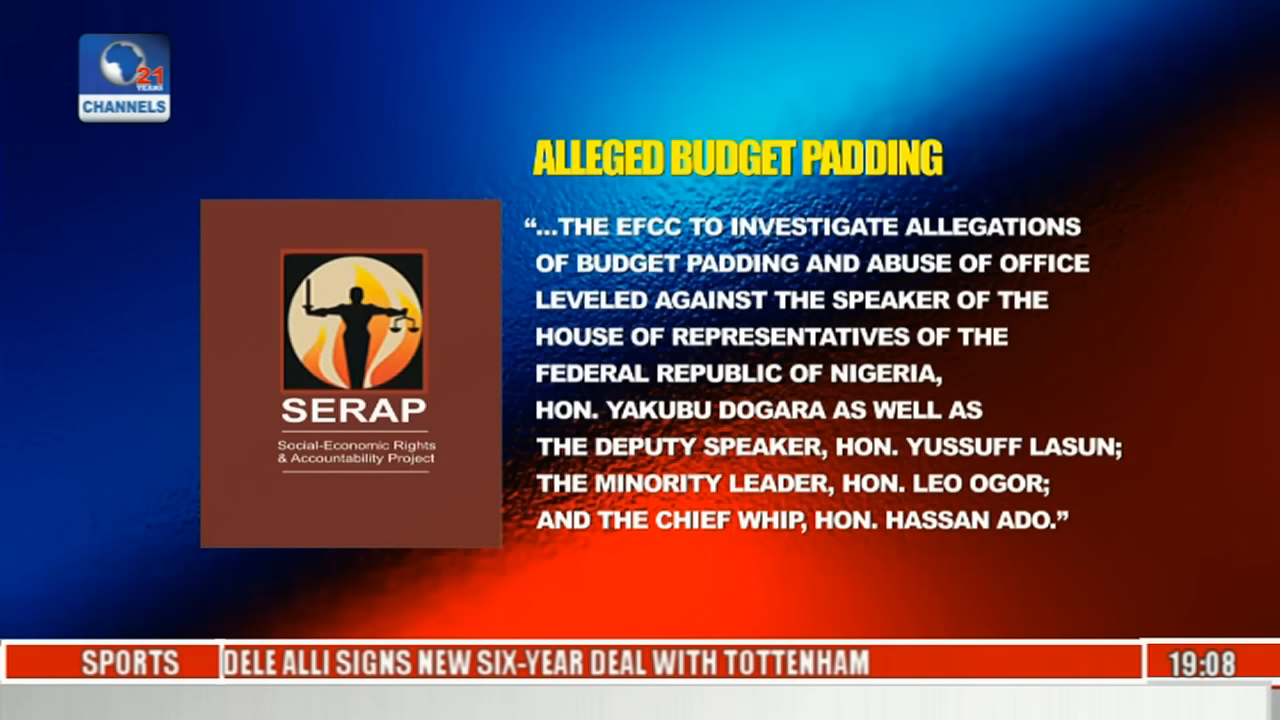 21
YEARS
CHANNELS
ALLEGED BUDGET PADDING
“...THE EFCC TO INVESTIGATE ALLEGATIONS
OF BUDGET PADDING AND ABUSE OF OFFICE
LEVELED AGAINST THE SPEAKER OF THE
HOUSE OF REPRESENTATIVES OF THE
FEDERAL REPUBLIC OF NIGERIA,
HON. YAKUBU DOGARA AS WELL AS
THE DEPUTY SPEAKER, HON. YUSSUFF LASUN;
THE MINORITY LEADER, HON. LEO OGOR;
AND THE CHIEF WHIP, HON. HASSAN ADO.”
SERAP
Social-Economic Rights
& Accountability Project
SPORTS DELE ALLI SIGNS NEW SIX-YEAR DEAL WITH TOTTENHAM 19:08